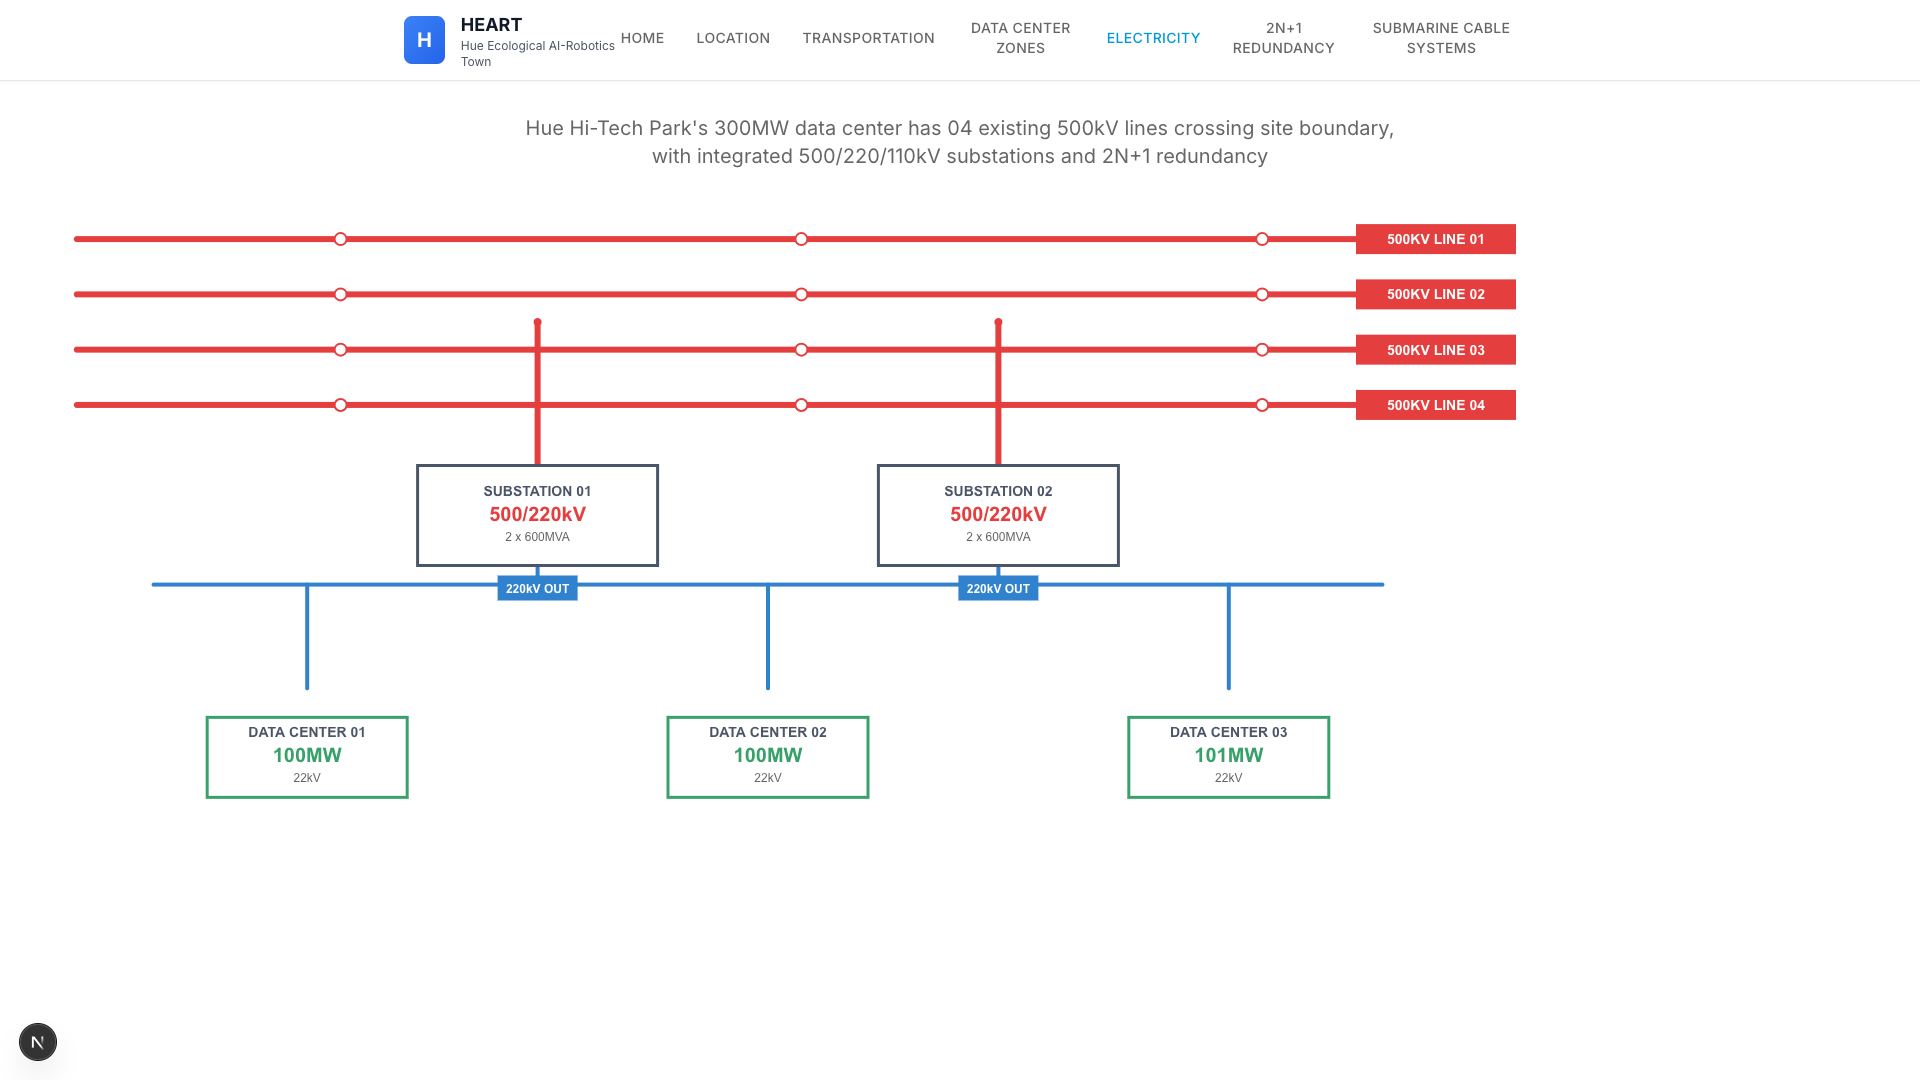 H
HEART
Hue Ecological AI-Robotics
Town
HOME
LOCATION
TRANSPORTATION
DATA CENTER
ZONES
ELECTRICITY
2N+1
REDUNDANCY
SUBMARINE CABLE
SYSTEMS
Hue Hi-Tech Park's 300MW data center has 04 existing 500kV lines crossing site boundary,
with integrated 500/220/110kV substations and 2N+1 redundancy
500KV LINE 01
500KV LINE 02
500KV LINE 03
500KV LINE 04
SUBSTATION 01
500/220kV
2 x 600MVA
SUBSTATION 02
500/220kV
2 x 600MVA
220kV OUT
220kV OUT
DATA CENTER 01
100MW
22kV
DATA CENTER 02
100MW
22kV
DATA CENTER 03
101MW
22kV
N